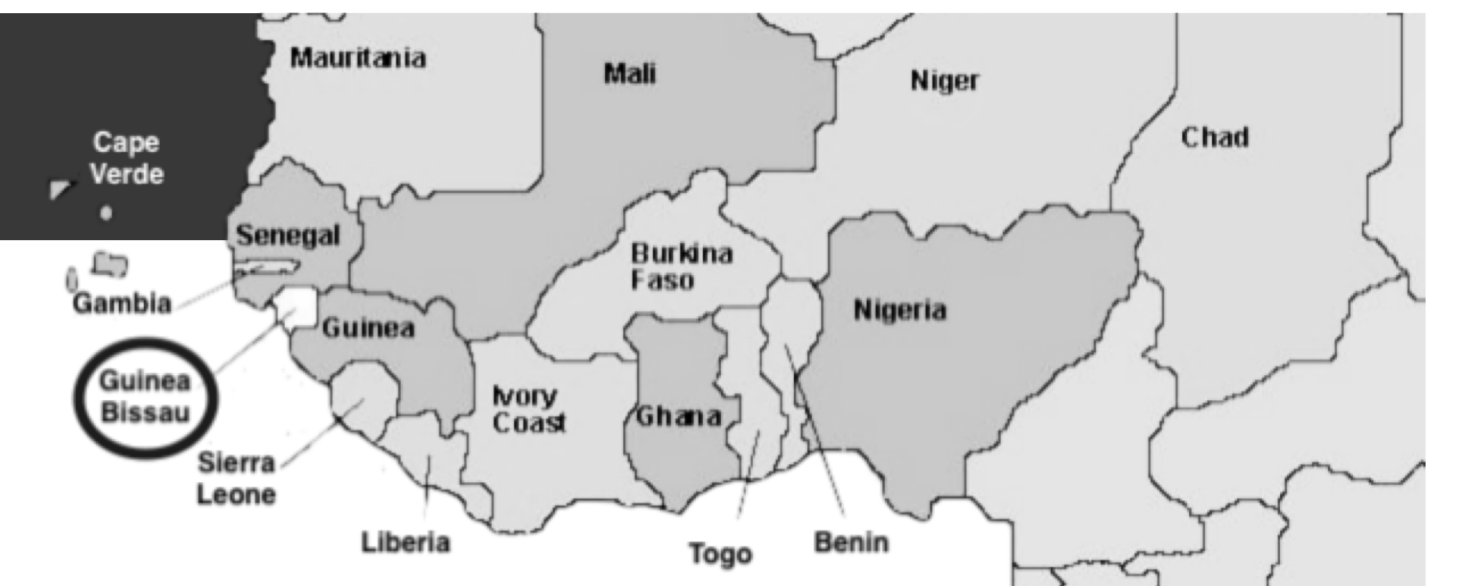 Mauritania
Mali
Niger
Chad
Cape
Verde
Senegal
Burkina
Faso
Gambia
Guinea
Nigeria
Guinea
Bissau
Ivory
Coast
Ghana
Sierra
Leone
Liberia
Togo
Benin